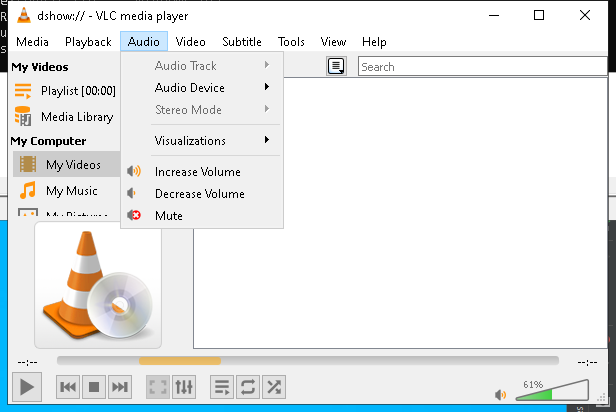 dshow:// - VLC media player
Media Playback Audio Video Subtitle Tools View Help
My Videos
Playlist [00:00]
Media Library
My Computer
My Videos
My Music
My Pictures
Audio Track
Audio Device
Stereo Mode
Visualizations
Increase Volume
Decrease Volume
Mute
Search
--:-- --:--
61%